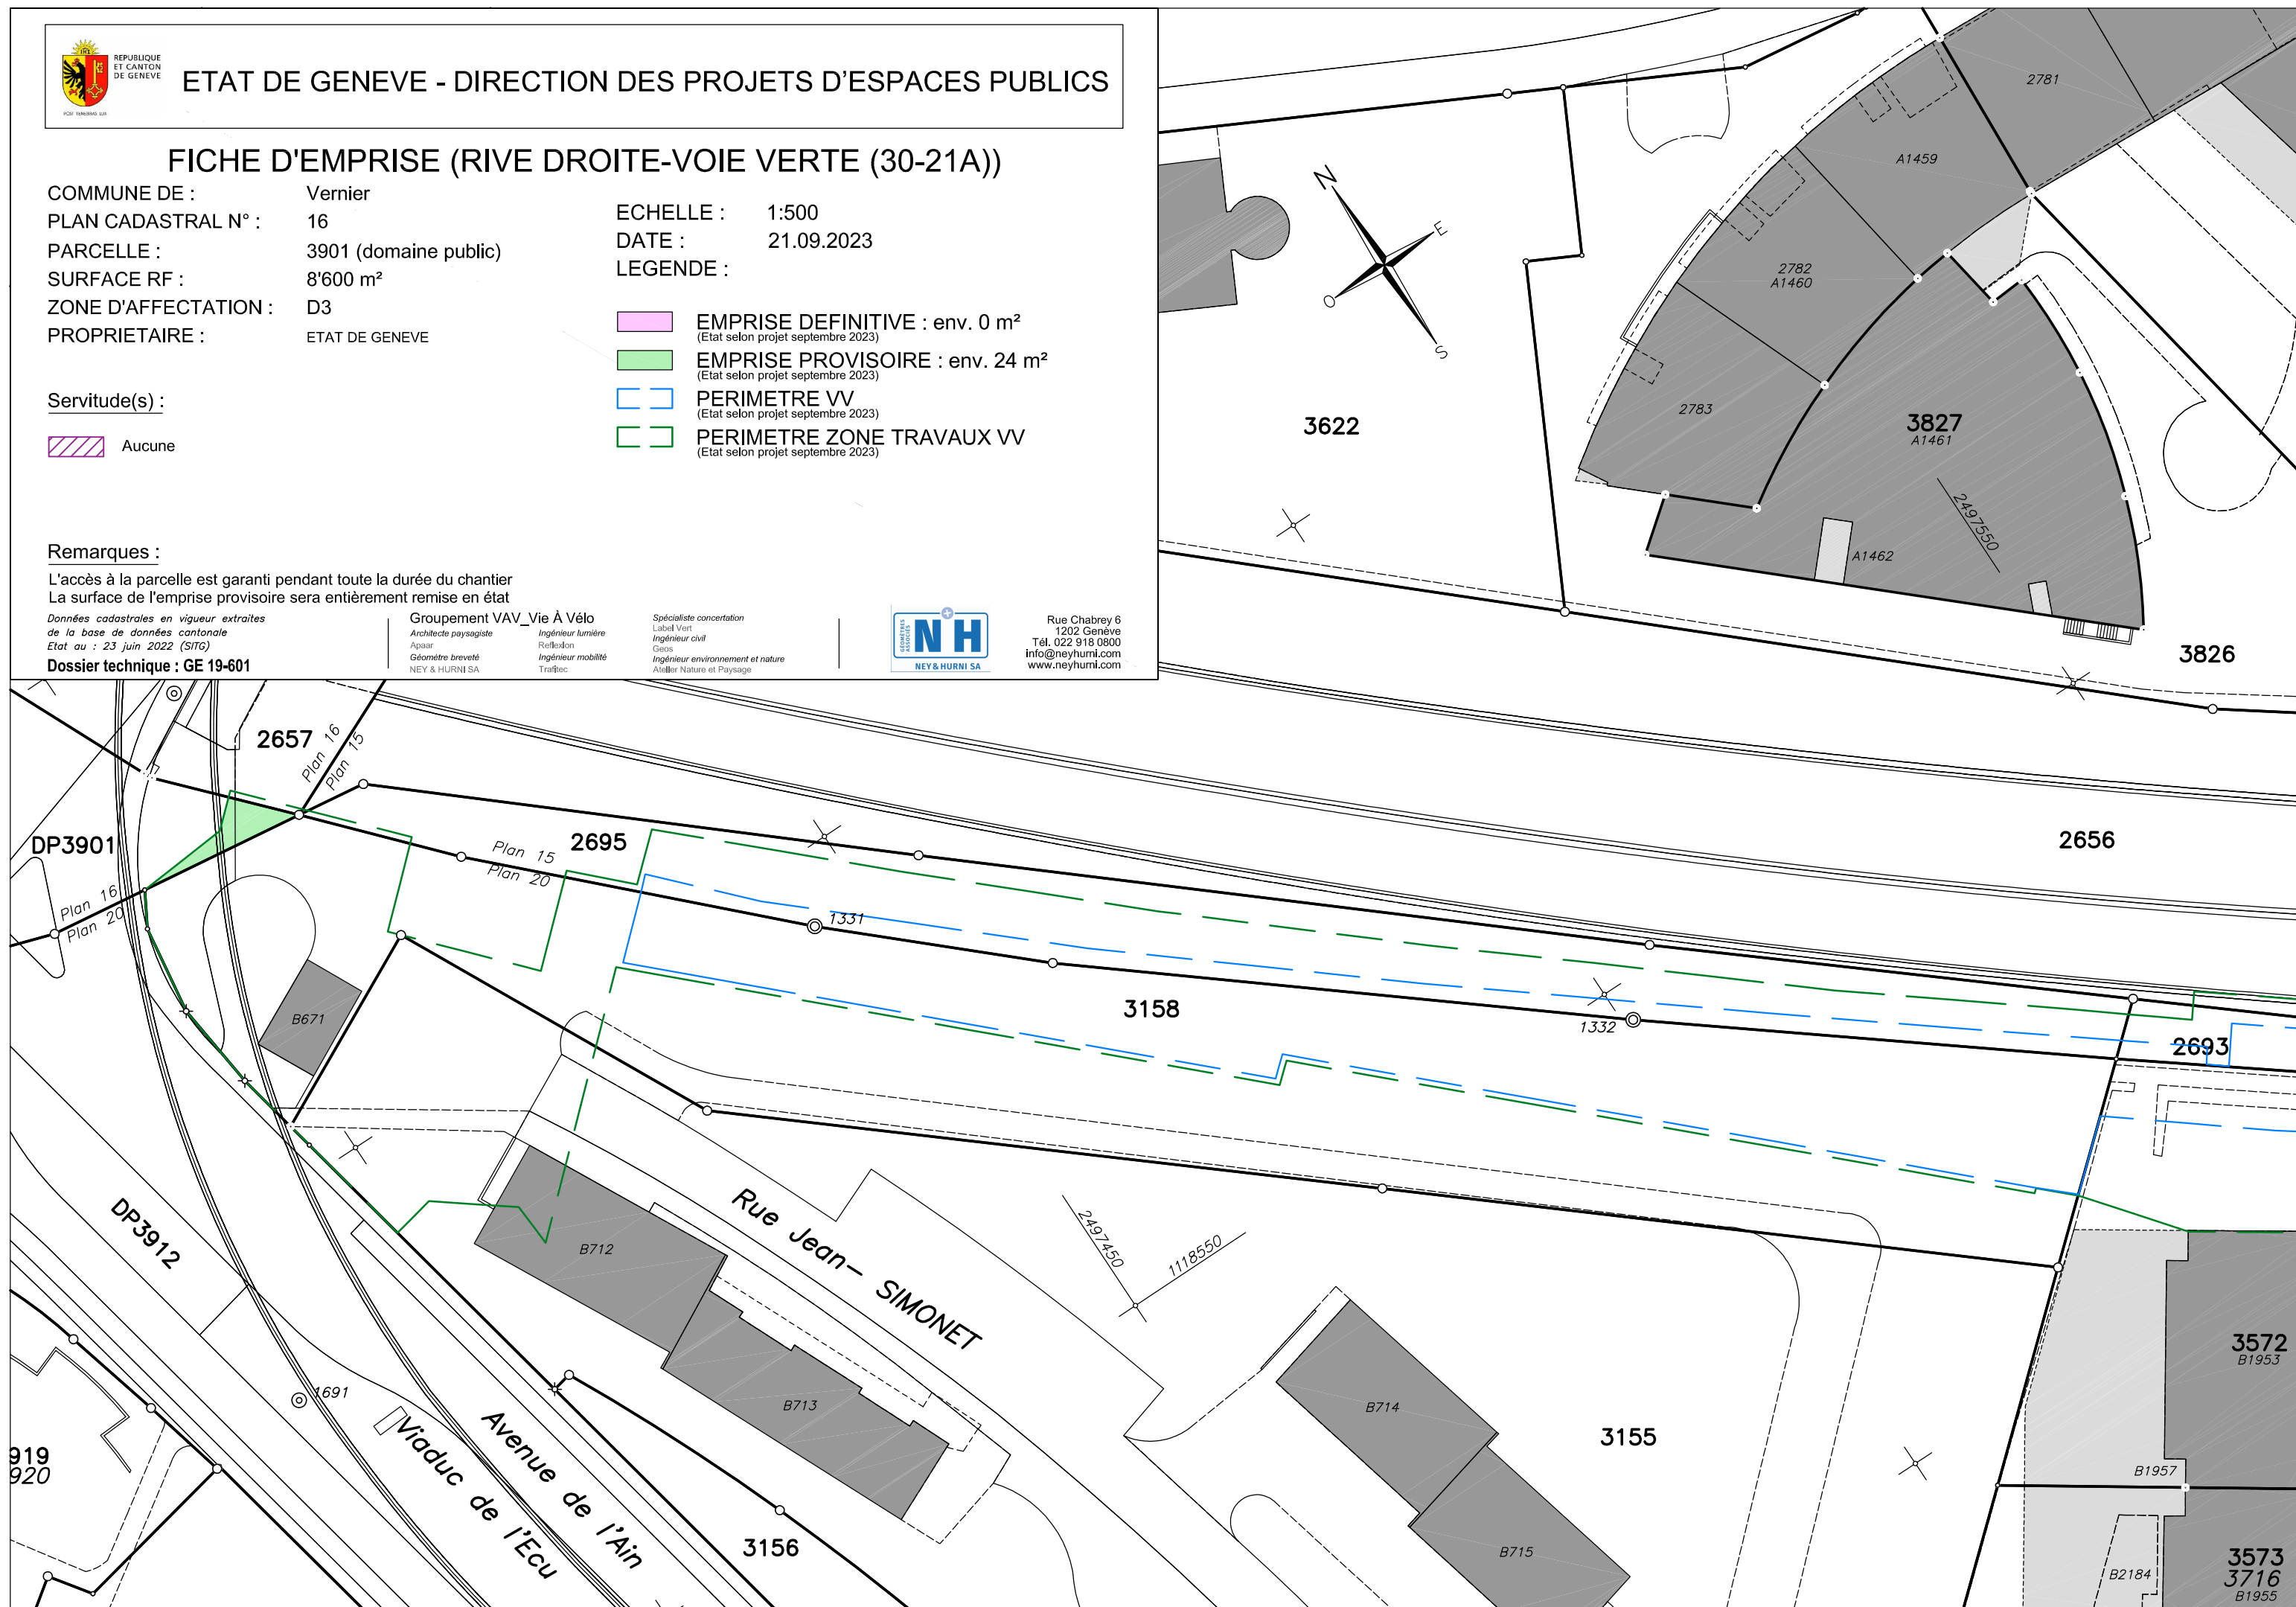 REPUBLIQUE
ET CANTON
DE GENEVE
POST TENEBRAS LUX
ETAT DE GENEVE - DIRECTION DES PROJETS D'ESPACES PUBLICS
FICHE D'EMPRISE (RIVE DROITE-VOIE VERTE (30-21A))
COMMUNE DE : Vernier
PLAN CADASTRAL N° : 16
PARCELLE : 3901 (domaine public)
SURFACE RF : 8'600 m²
ZONE D'AFFECTATION : D3
PROPRIETAIRE : ETAT DE GENEVE
Servitude(s) :
Aucune
ECHELLE : 1:500
DATE : 21.09.2023
LEGENDE :
EMPRISE DEFINITIVE : env. 0 m²
(Etat selon projet septembre 2023)
EMPRISE PROVISOIRE : env. 24 m²
(Etat selon projet septembre 2023)
PERIMETRE VV
(Etat selon projet septembre 2023)
PERIMETRE ZONE TRAVAUX VV
(Etat selon projet septembre 2023)
Remarques :
L'accès à la parcelle est garanti pendant toute la durée du chantier
La surface de l'emprise provisoire sera entièrement remise en état
Données cadastrales en vigueur extraites
de la base de données cantonale
Etat au : 23 juin 2022 (SITG)
Dossier technique : GE 19-601
Groupement VAV_Vie À Vélo
Architecte paysagiste
Apaar
Géomètre breveté
NEY & HURNI SA
Ingénieur lumière
Reflexion
Ingénieur mobilité
Trafitec
Spécialiste concertation
Label Vert
Ingénieur civil
Geos
Ingénieur environnement et nature
Atelier Nature et Paysage
GÉOMÈTRES
ASSOCIÉS
NH
NEY & HURNI SA
Rue Chabrey 6
1202 Genève
Tél. 022 918 0800
info@neyhurni.com
www.neyhurni.com
N
E
O
S
2781
A1459
2782
A1460
2783
3622
3827
A1461
2497550
A1462
3826
2657
Plan 16
Plan 15
DP3901
2695
Plan 15
Plan 20
2656
Plan 16
Plan 20
1331
B671
3158
1332
2693
DP3912
B712
Rue Jean- SIMONET
2497450
1118550
3572
B1953
1691
B713
B714
3155
919
920
Viaduc de l'Ecu
Avenue de l'Ain
B1957
3156
B715
B2184
3573
3716
B1955